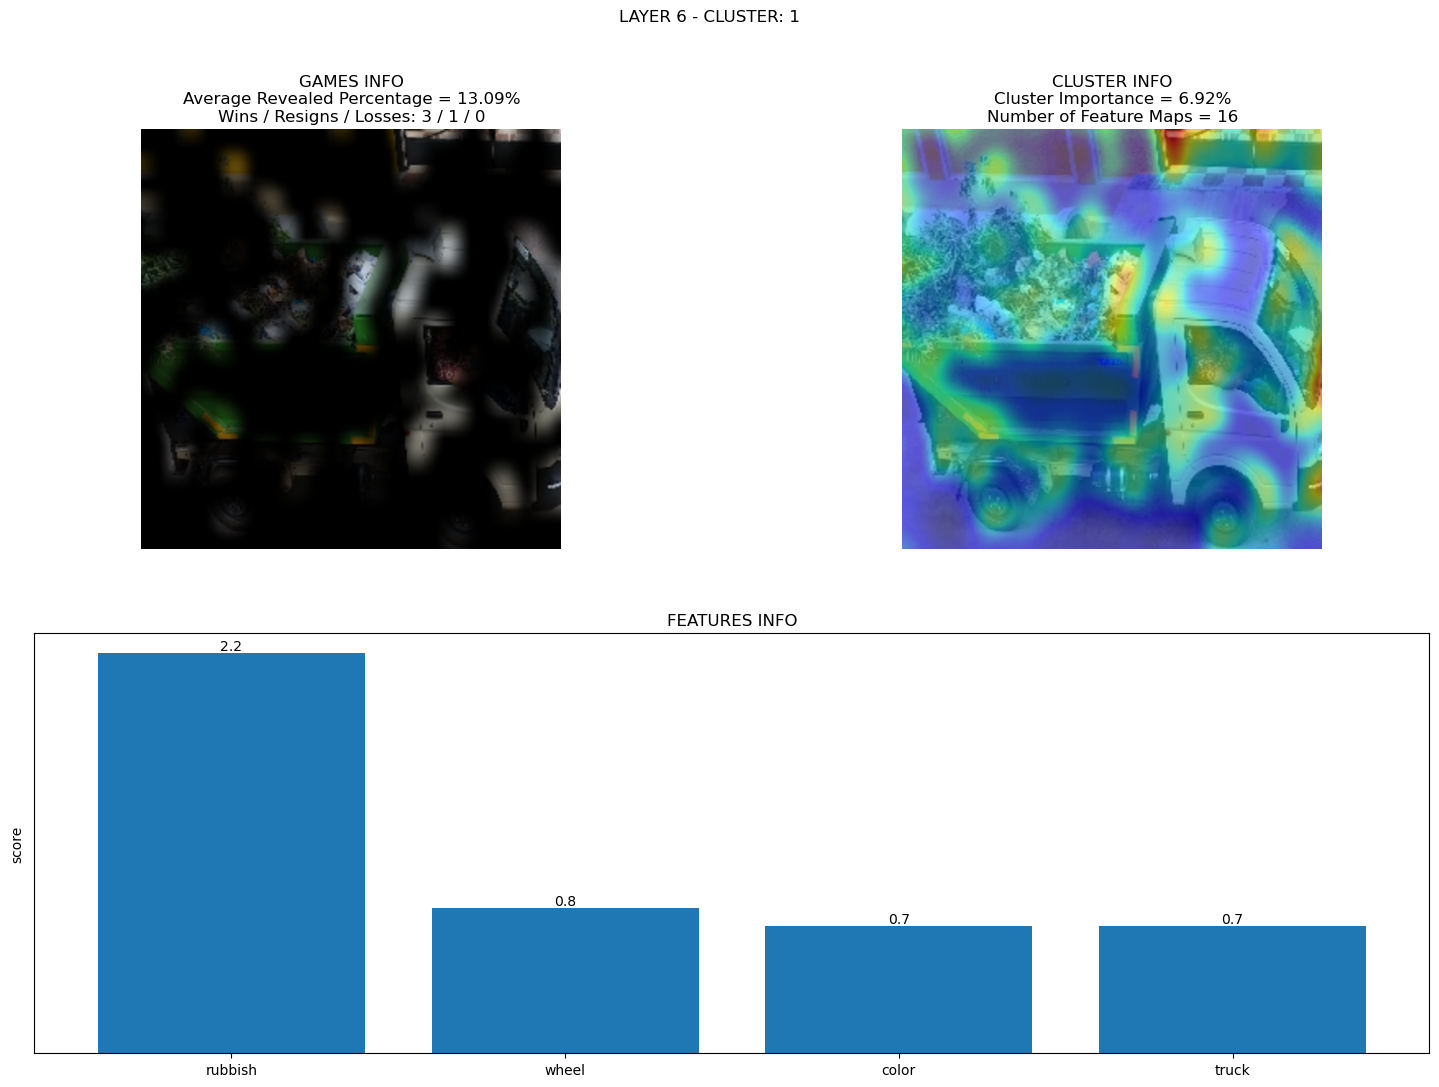 LAYER 6 - CLUSTER: 1
GAMES INFO
Average Revealed Percentage = 13.09%
Wins / Resigns / Losses: 3 / 1 / 0
CLUSTER INFO
Cluster Importance = 6.92%
Number of Feature Maps = 16
FEATURES INFO
score
2.2
0.8
0.7
0.7
rubbish
wheel
color
truck